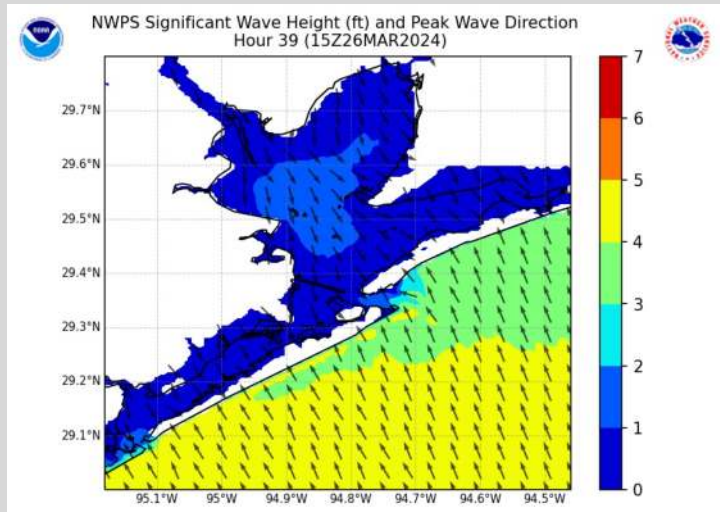 NWPS Significant Wave Height (ft) and Peak Wave Direction
Hour 39 (15Z26MAR2024)
NOAA
7
29.7°N
6
29.6°N
5
29.5°N
4
29.4°N
3
29.3°N
2
29.2°N
1
29.1°N
0
95.1°W 95°W 94.9°W 94.8°W 94.7°W 94.6°W 94.5°W